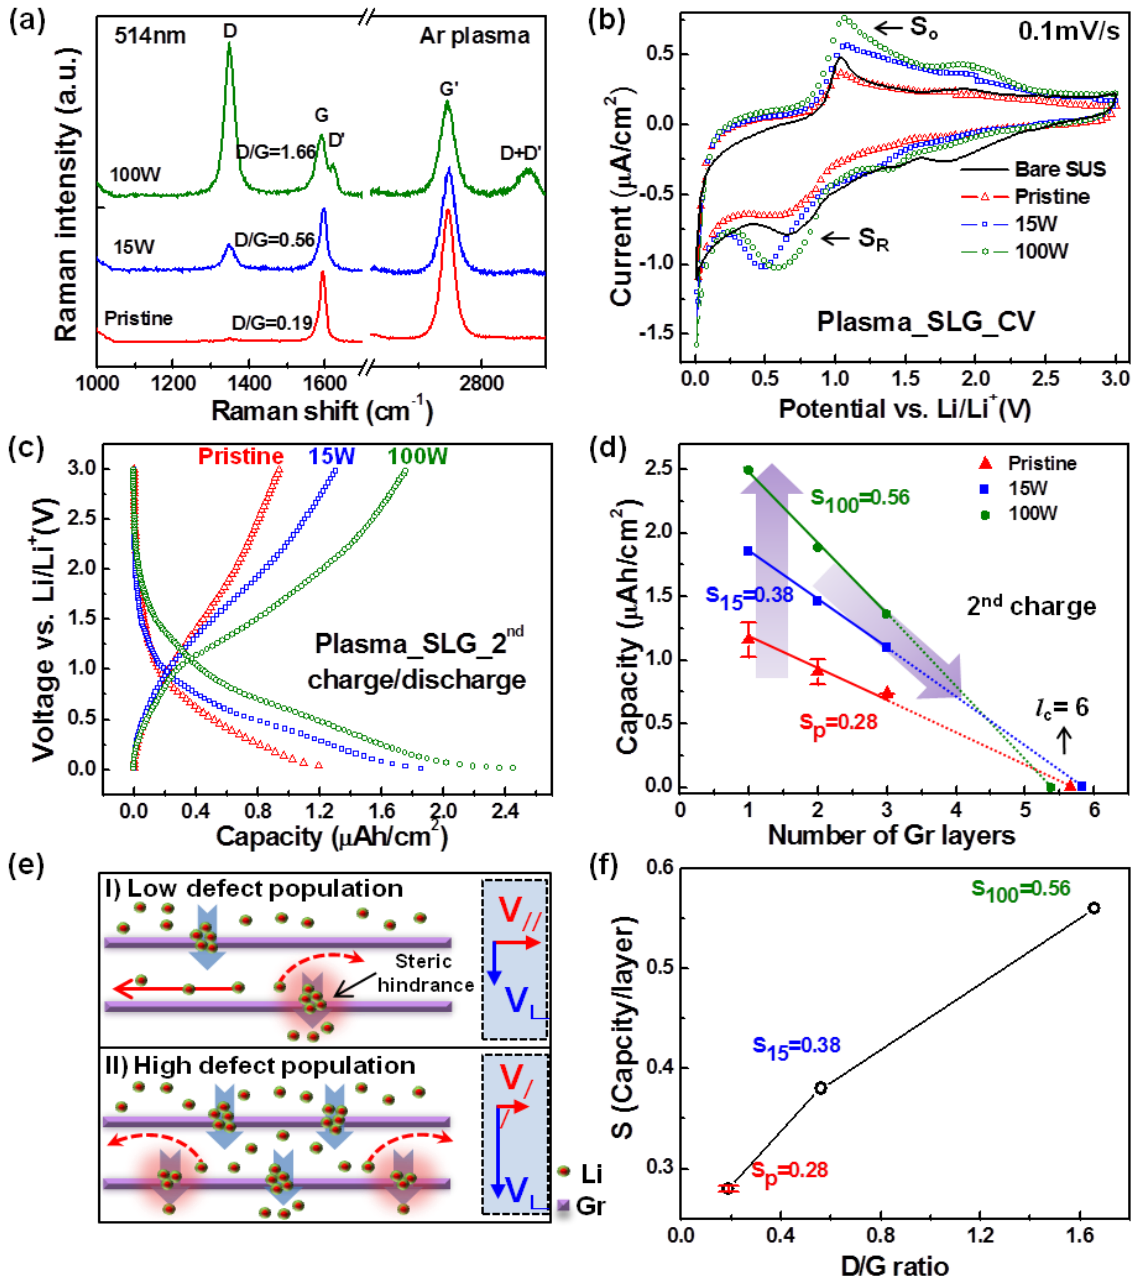 (a)
514nm
D
Ar plasma
G'
G
D'
D/G=1.66
D+D'
100W
15W
D/G=0.56
Pristine
D/G=0.19
Raman intensity (a.u.)
1000 1200 1400 1600 2800
Raman shift (cm-1)
(b)
So
0.1mV/s
0.5
0.0
-0.5
-1.0
-1.5
Current (μA/cm2)
Bare SUS
Pristine
15W
100W
SR
Plasma_SLG_CV
0.0 0.5 1.0 1.5 2.0 2.5 3.0
Potential vs. Li/Li+(V)
(c)
Pristine 15W 100W
3.0
2.5
2.0
1.5
1.0
0.5
0.0
Voltage vs. Li/Li+(V)
Plasma_SLG_2nd
charge/discharge
0.0 0.4 0.8 1.2 1.6 2.0 2.4
Capacity (μAh/cm2)
(d)
2.5
2.0
1.5
1.0
0.5
0.0
Capacity (μAh/cm2)
Pristine
15W
100W
S100=0.56
S15=0.38
2nd charge
Sp=0.28
lc= 6
0 1 2 3 4 5 6
Number of Gr layers
(e)
I) Low defect population
V//
Steric
hindrance
V∟
II) High defect population
V//
V∟
Li
Gr
(f)
0.6
0.5
0.4
0.3
S (Capcity/layer)
S100=0.56
S15=0.38
Sp=0.28
0.0 0.4 0.8 1.2 1.6
D/G ratio